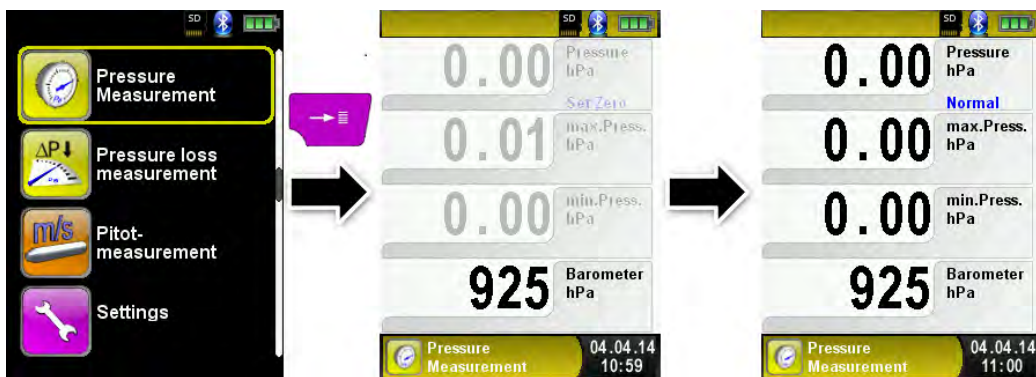 SD
Pressure
Measurement
ΔP
Pressure loss
measurement
m/s
Pitot-
measurement
Settings
SD
0.00 Pressure
hPa
Set Zero
0.01 max.Press.
hPa
0.00 min.Press.
hPa
925 Barometer
hPa
Pressure 04.04.14
Measurement 10:59
SD
0.00 Pressure
hPa
Normal
0.00 max.Press.
hPa
0.00 min.Press.
hPa
925 Barometer
hPa
Pressure 04.04.14
Measurement 11:00